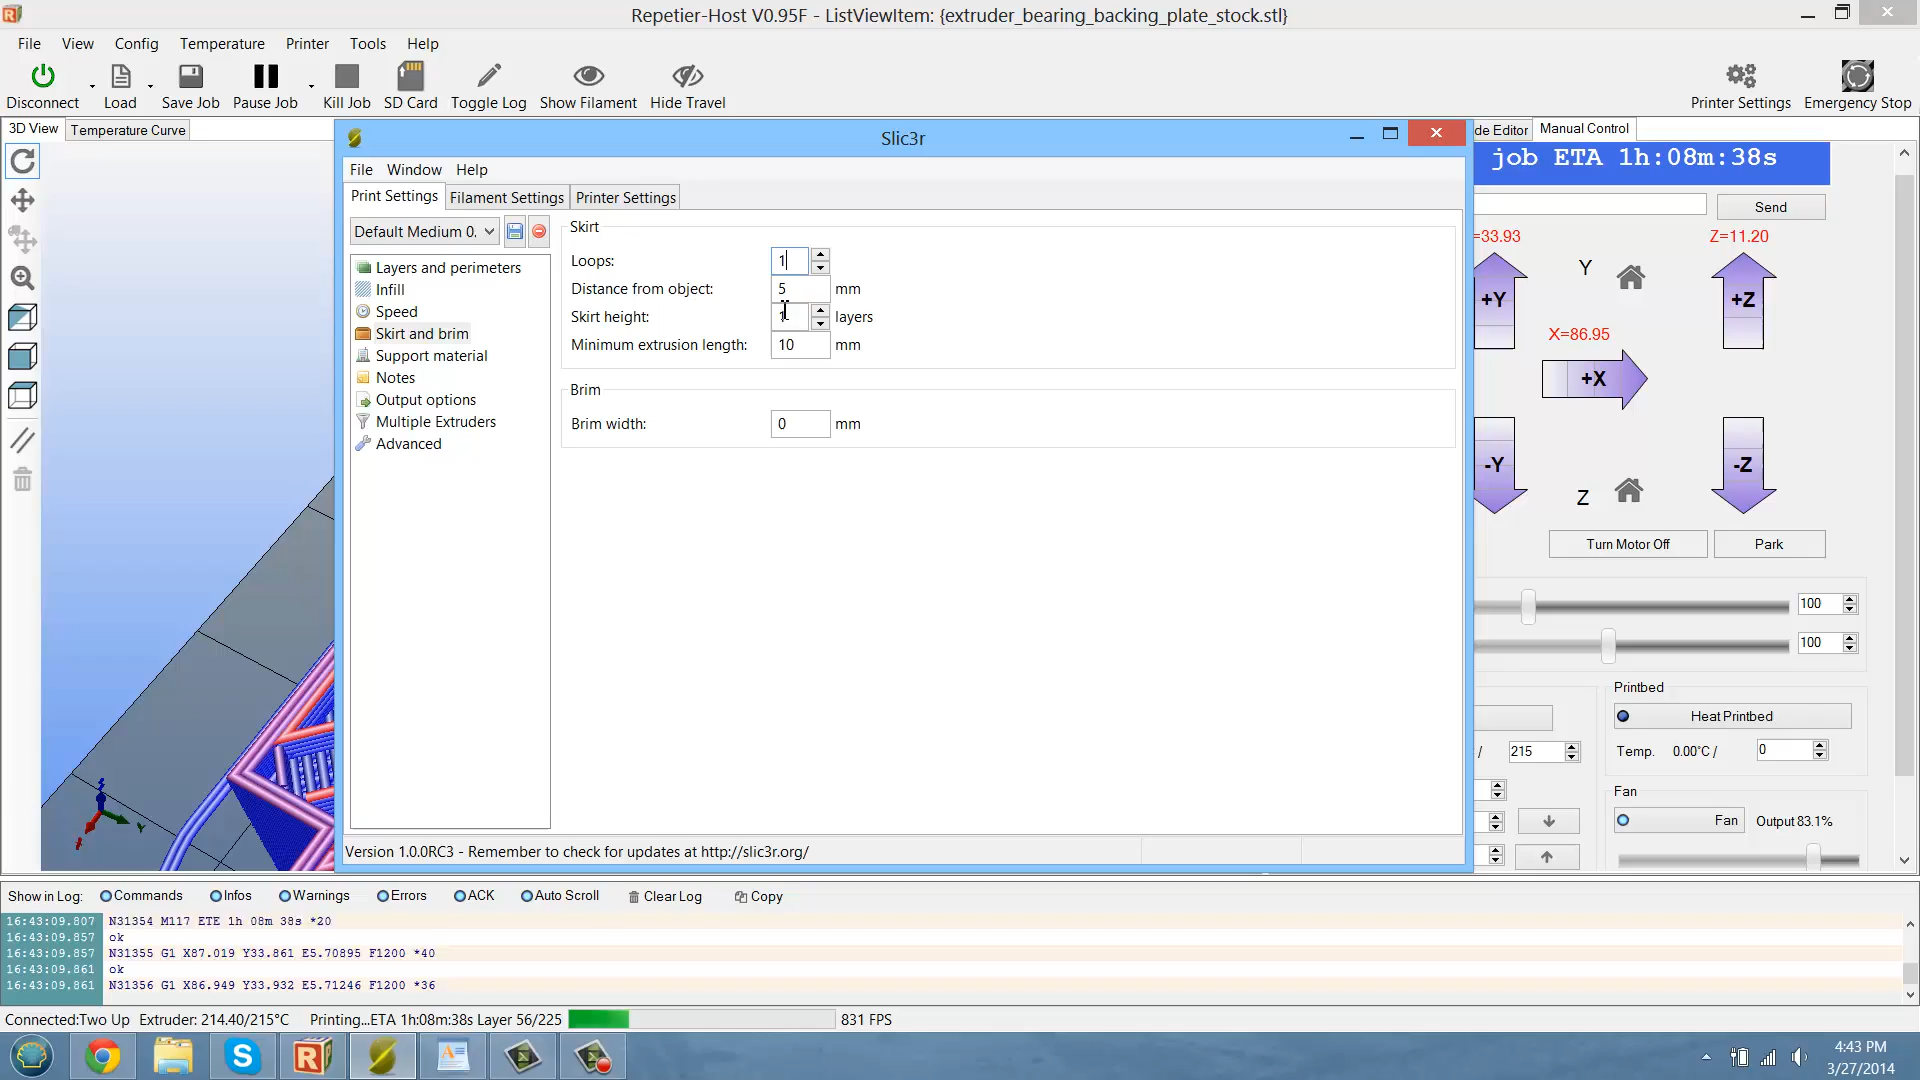 Repetier-Host V0.95F - ListViewItem: {extruder_bearing_backing_plate_stock.stl}
File View Config Temperature Printer Tools Help
Disconnect Load Save Job Pause Job Kill Job SD Card Toggle Log Show Filament Hide Travel Printer Settings Emergency Stop
3D View Temperature Curve
de Editor Manual Control
Slic3r
job ETA 1h:08m:38s
File Window Help
Print Settings Filament Settings Printer Settings
Send
Default Medium 0.
Skirt
=33.93 Z=11.20
Loops: 1
Layers and perimeters
Distance from object: 5 mm
Infill
Skirt height: layers
Speed
Minimum extrusion length: 10 mm
Skirt and brim
Support material
Notes
Output options
Multiple Extruders
Advanced
Brim
Brim width: 0 mm
Y
+Y +Z
X=86.95
+X
-Y -Z
Z
Turn Motor Off Park
100
100
Printbed
Heat Printbed
/ 215
Temp. 0.00°C / 0
Fan
Fan Output 83.1%
Version 1.0.0RC3 - Remember to check for updates at http://slic3r.org/
Show in Log: Commands Infos Warnings Errors ACK Auto Scroll Clear Log Copy
16:43:09.807 N31354 M117 ETE 1h 08m 38s *20
16:43:09.857 ok
16:43:09.857 N31355 G1 X87.019 Y33.861 E5.70895 F1200 *40
16:43:09.861 ok
16:43:09.861 N31356 G1 X86.949 Y33.932 E5.71246 F1200 *36
Connected:Two Up Extruder: 214.40/215°C Printing...ETA 1h:08m:38s Layer 56/225 831 FPS
4:43 PM
3/27/2014